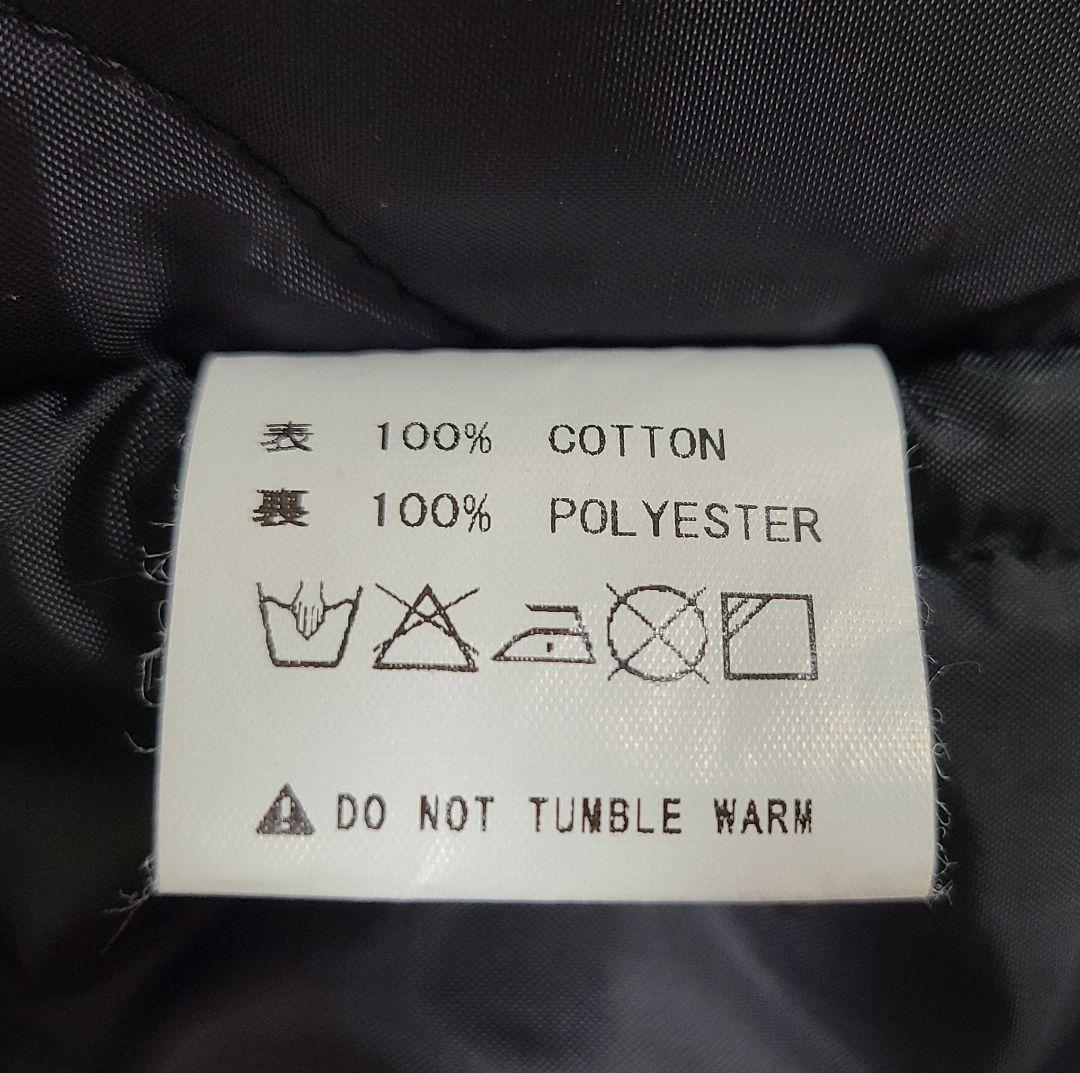 表 100% COTTON
裏 100% POLYESTER
DO NOT TUMBLE WARM